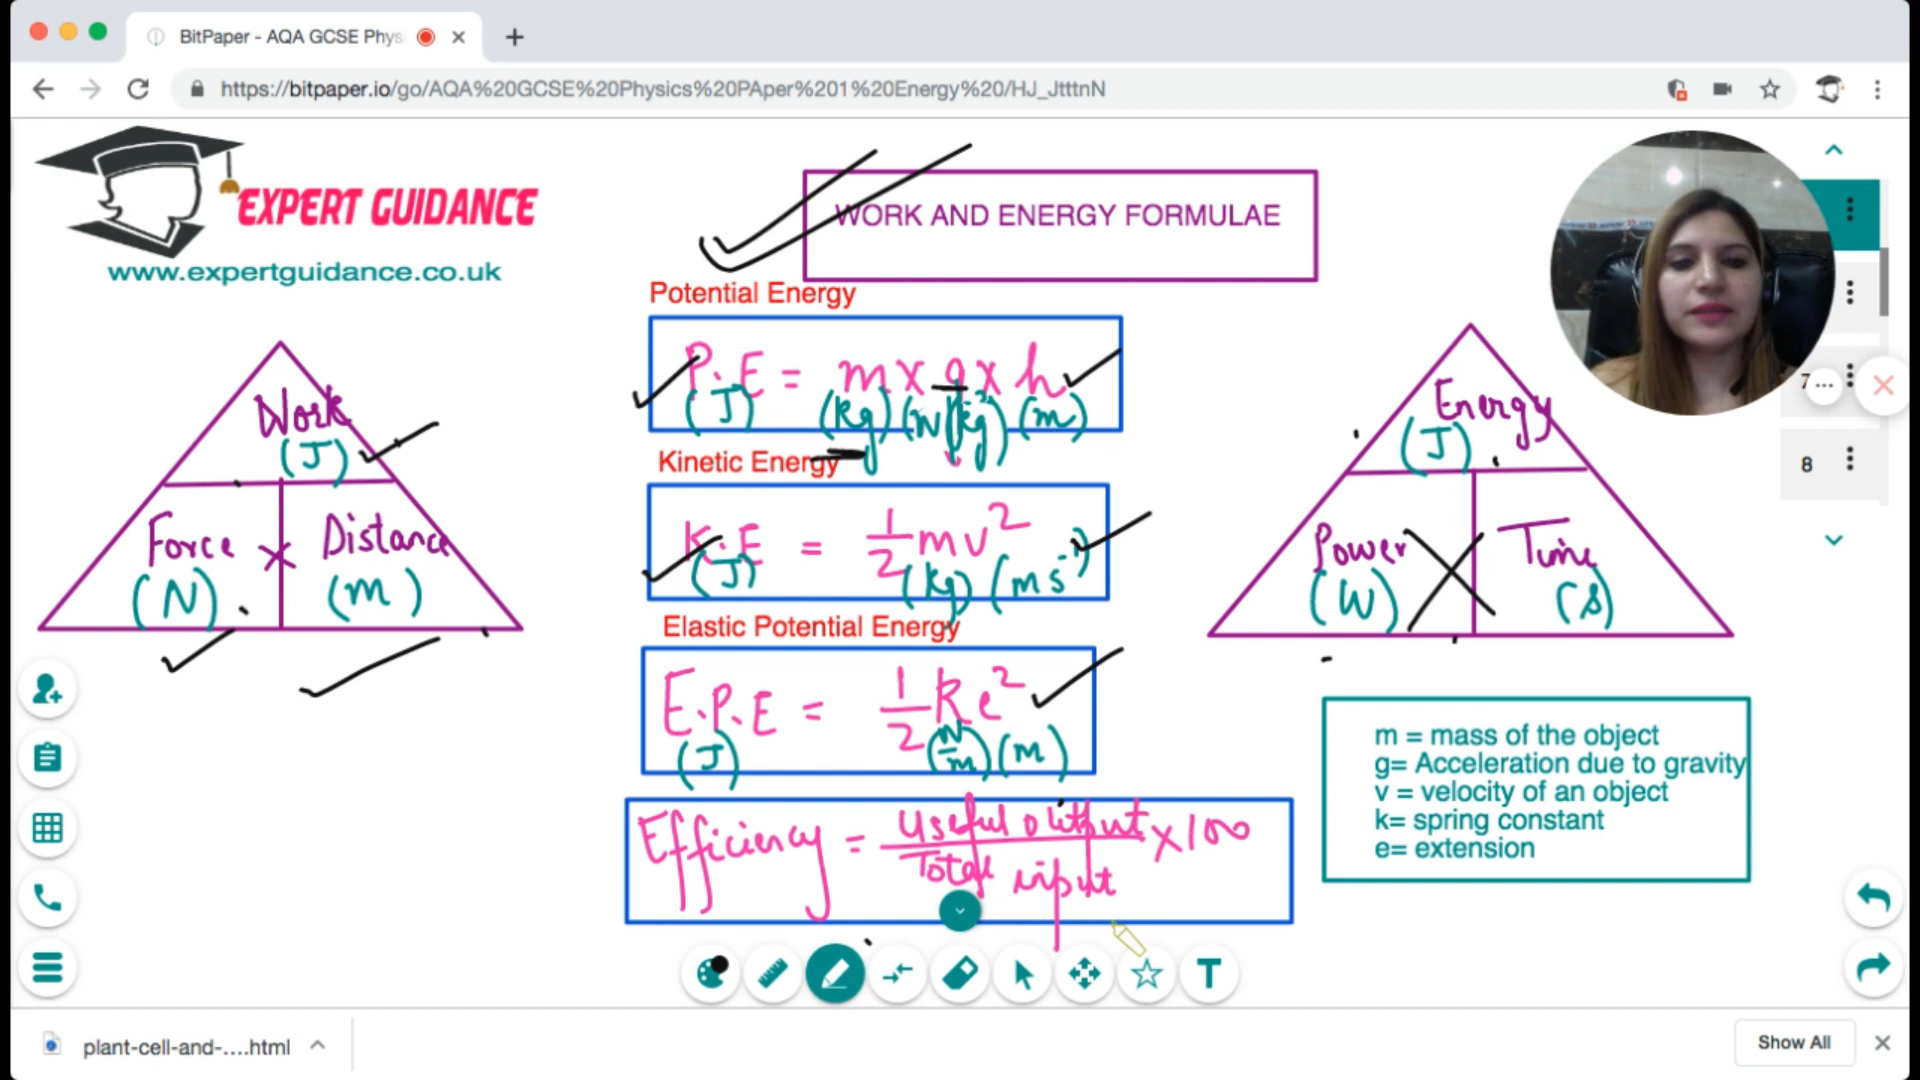 BitPaper - AQA GCSE Phys
https://bitpaper.io/go/AQA%20GCSE%20Physics%20PAper%201%20Energy%20/HJ_JtttnN
EXPERT GUIDANCE
www.expertguidance.co.uk
WORK AND ENERGY FORMULAE
Potential Energy
P.E = m x g x h
(J) (kg) (N/kg) (m)
Kinetic Energy
K.E = 1/2 mv²
(J) (kg) (ms⁻¹)
Elastic Potential Energy
E.P.E = 1/2 ke²
(J) (N/m) (m)
Efficiency = Useful output / Total input x 100
Work
(J)
Force x Distance
(N) (m)
Energy
(J)
Power X Time
(W) (s)
m = mass of the object
g= Acceleration due to gravity
v = velocity of an object
k= spring constant
e= extension
7
8
T
plant-cell-and-....html
Show All